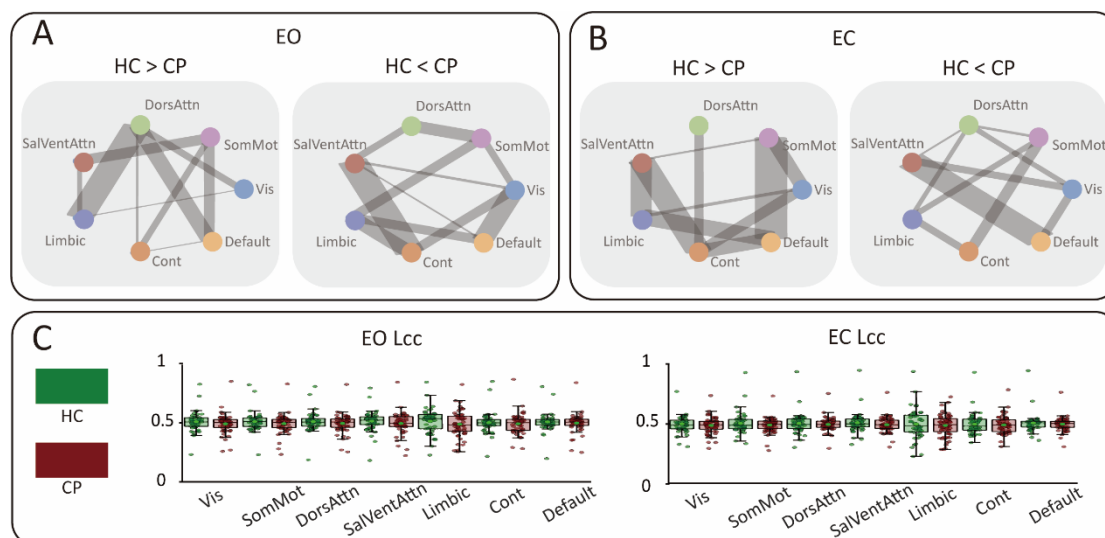 A
EO
HC > CP
HC < CP
DorsAttn
SalVentAttn
SomMot
Vis
Limbic
Default
Cont
DorsAttn
SalVentAttn
SomMot
Vis
Limbic
Default
Cont
B
EC
HC > CP
HC < CP
DorsAttn
SalVentAttn
SomMot
Vis
Limbic
Default
Cont
DorsAttn
SalVentAttn
SomMot
Vis
Limbic
Default
Cont
C
HC
CP
EO Lcc
1
0.5
0
Vis
SomMot
DorsAttn
SalVentAttn
Limbic
Cont
Default
EC Lcc
1
0.5
0
Vis
SomMot
DorsAttn
SalVentAttn
Limbic
Cont
Default